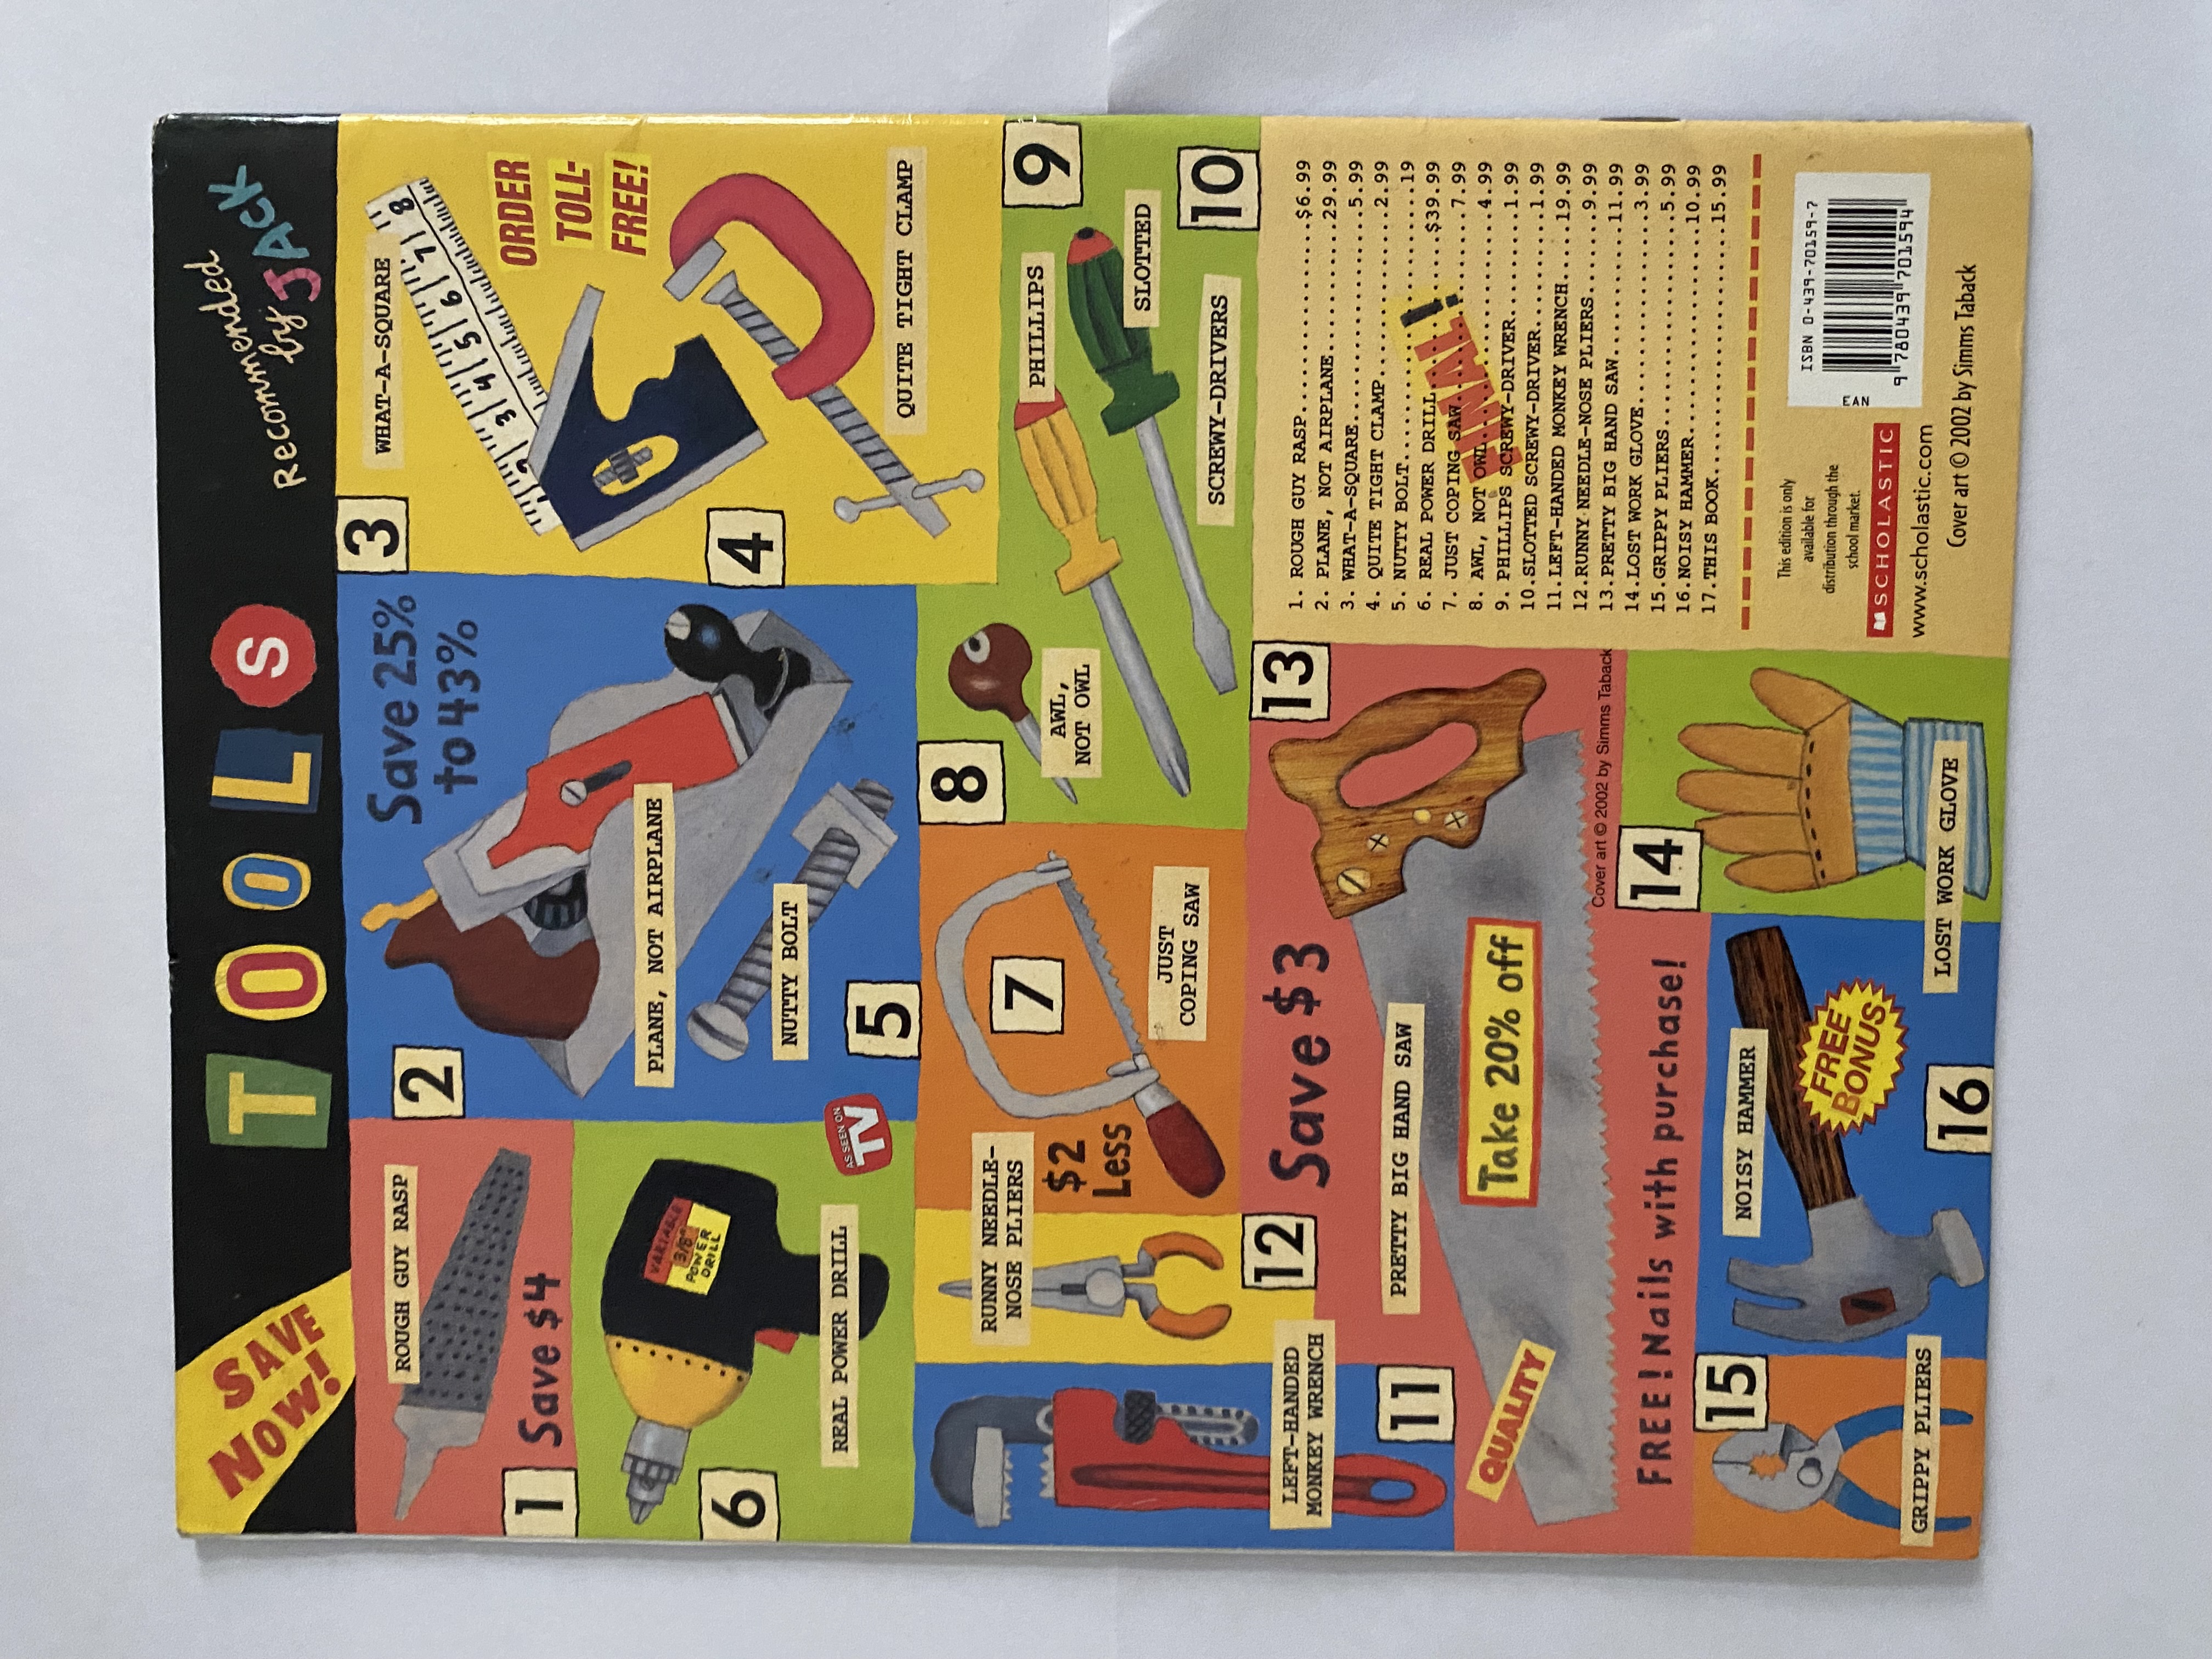 SAVE
NOW!
TOOLS
Recommended
by JACK
ROUGH GUY RASP
1
Save $4
2
Save 25%
to 43%
PLANE, NOT AIRPLANE
3
WHAT-A-SQUARE
1 2 3 4 5 6 7 8
ORDER
TOLL-
FREE!
6
VARIABLE
3/8"
POWER
DRILL
REAL POWER DRILL
AS SEEN ON
TV
NUTTY BOLT
5
4
QUITE TIGHT CLAMP
RUNNY NEEDLE-
NOSE PLIERS
$2
Less
7
JUST
COPING SAW
8
AWL,
NOT OWL
PHILLIPS
9
SLOTTED
SCREWY-DRIVERS
10
LEFT-HANDED
MONKEY WRENCH
11
12
Save $3
13
PRETTY BIG HAND SAW
QUALITY
Take 20% off
Cover art © 2002 by Simms Taback
FREE! Nails with purchase!
14
15
NOISY HAMMER
FREE
BONUS
GRIPPY PLIERS
16
LOST WORK GLOVE
1. ROUGH GUY RASP................$6.99
2. PLANE, NOT AIRPLANE...........29.99
3. WHAT-A-SQUARE..................5.99
4. QUITE TIGHT CLAMP..............2.99
5. NUTTY BOLT.......................19
6. REAL POWER DRILL.............$39.99
7. JUST COPING SAW................7.99
8. AWL, NOT OWL...................4.99
9. PHILLIPS SCREWY-DRIVER.........1.99
10.SLOTTED SCREWY-DRIVER..........1.99
11.LEFT-HANDED MONKEY WRENCH.....19.99
12.RUNNY NEEDLE-NOSE PLIERS.......9.99
13.PRETTY BIG HAND SAW...........11.99
14.LOST WORK GLOVE................3.99
15.GRIPPY PLIERS..................5.99
16.NOISY HAMMER..................10.99
17.THIS BOOK.....................15.99
FINAL!
This edition is only
available for
distribution through the
school market.
SCHOLASTIC
www.scholastic.com
ISBN 0-439-70159-7
EAN
9 780439 701594
Cover art © 2002 by Simms Taback